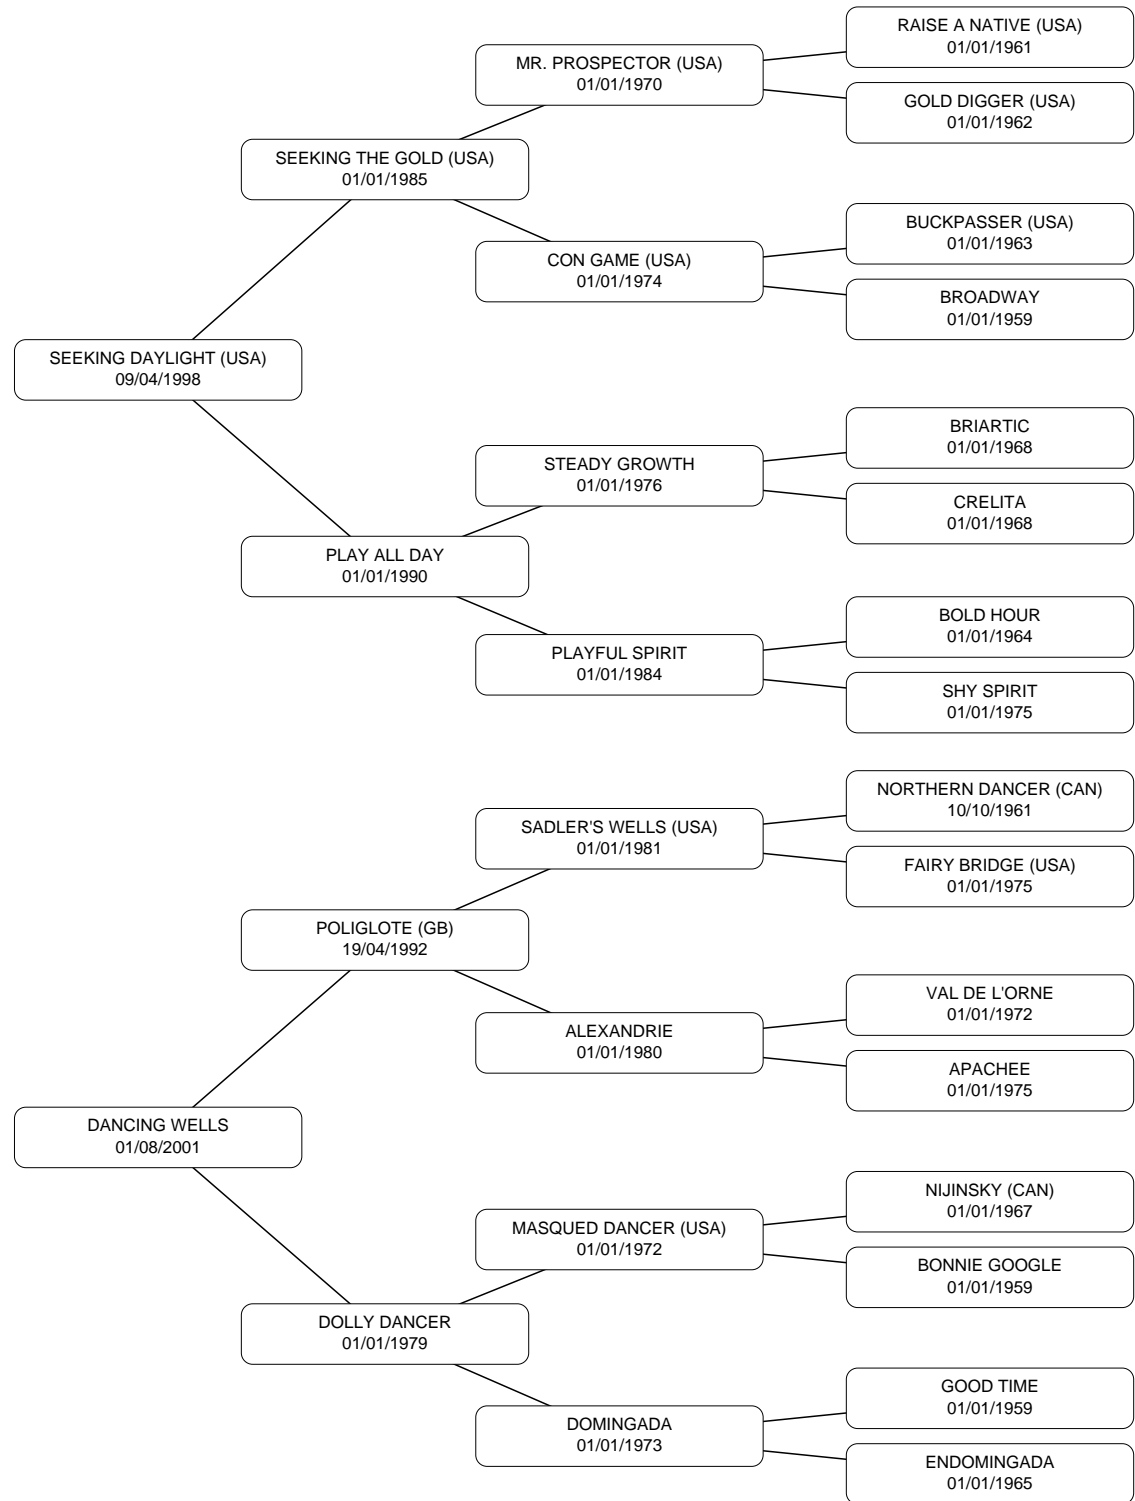 RAISE A NATIVE (USA)
01/01/1961
MR. PROSPECTOR (USA)
01/01/1970
GOLD DIGGER (USA)
01/01/1962
SEEKING THE GOLD (USA)
01/01/1985
BUCKPASSER (USA)
01/01/1963
CON GAME (USA)
01/01/1974
BROADWAY
01/01/1959
SEEKING DAYLIGHT (USA)
09/04/1998
BRIARTIC
01/01/1968
STEADY GROWTH
01/01/1976
CRELITA
01/01/1968
PLAY ALL DAY
01/01/1990
BOLD HOUR
01/01/1964
PLAYFUL SPIRIT
01/01/1984
SHY SPIRIT
01/01/1975
NORTHERN DANCER (CAN)
10/10/1961
SADLER'S WELLS (USA)
01/01/1981
FAIRY BRIDGE (USA)
01/01/1975
POLIGLOTE (GB)
19/04/1992
VAL DE L'ORNE
01/01/1972
ALEXANDRIE
01/01/1980
APACHEE
01/01/1975
DANCING WELLS
01/08/2001
NIJINSKY (CAN)
01/01/1967
MASQUED DANCER (USA)
01/01/1972
BONNIE GOOGLE
01/01/1959
DOLLY DANCER
01/01/1979
GOOD TIME
01/01/1959
DOMINGADA
01/01/1973
ENDOMINGADA
01/01/1965